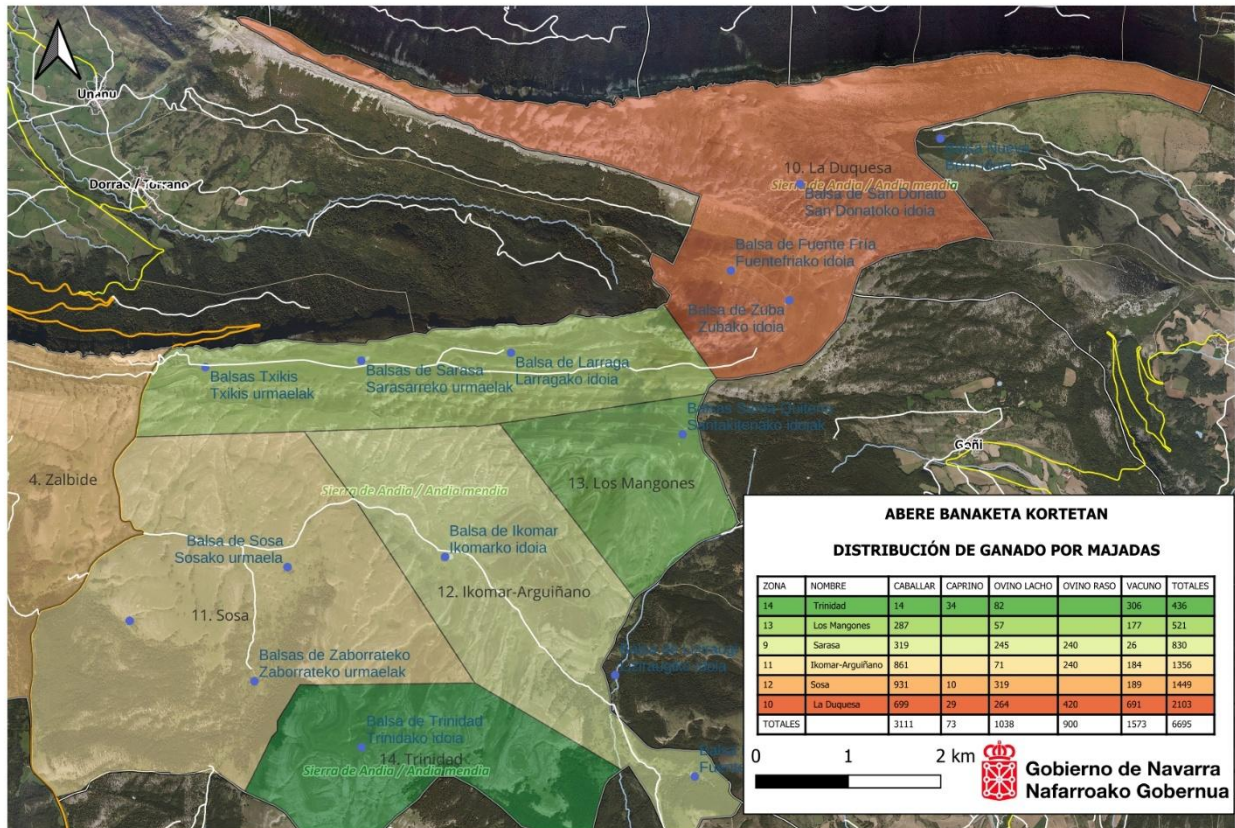 Unanu
Dorrao / Torrano
10. La Duquesa
Sierra de Andia / Andia mendia
Balsa de San Donato
San Donatoko idoia
Balsa de Fuente Fría
Fuentefriako idoia
Balsa de Zuba
Zubako idoia
Balsas Txikis
Txikis urmaelak
Balsas de Sarasa
Sarasarreko urmaelak
Balsa de Larraga
Larragako idoia
Goñi
4. Zalbide
13. Los Mangones
Sierra de Andia / Andia mendia
Balsa de Sosa
Sosako urmaela
Balsa de Ikomar
Ikomarko idoia
12. Ikomar-Arguiñano
11. Sosa
Balsas de Zaborrateko
Zaborrateko urmaelak
Balsa de Trinidad
Trinidako idoia
14. Trinidad
Sierra de Andia / Andia mendia
Balsa
Fuente
ABERE BANAKETA KORTETAN
DISTRIBUCIÓN DE GANADO POR MAJADAS
ZONA NOMBRE CABALLAR CAPRINO OVINO LACHO OVINO RASO VACUNO TOTALES
14 Trinidad 14 34 82 306 436
13 Los Mangones 287 57 177 521
9 Sarasa 319 245 240 26 830
11 Ikomar-Arguiñano 861 71 240 184 1356
12 Sosa 931 10 319 189 1449
10 La Duquesa 699 29 264 420 691 2103
TOTALES 3111 73 1038 900 1573 6695
0 1 2 km
Gobierno de Navarra
Nafarroako Gobernua